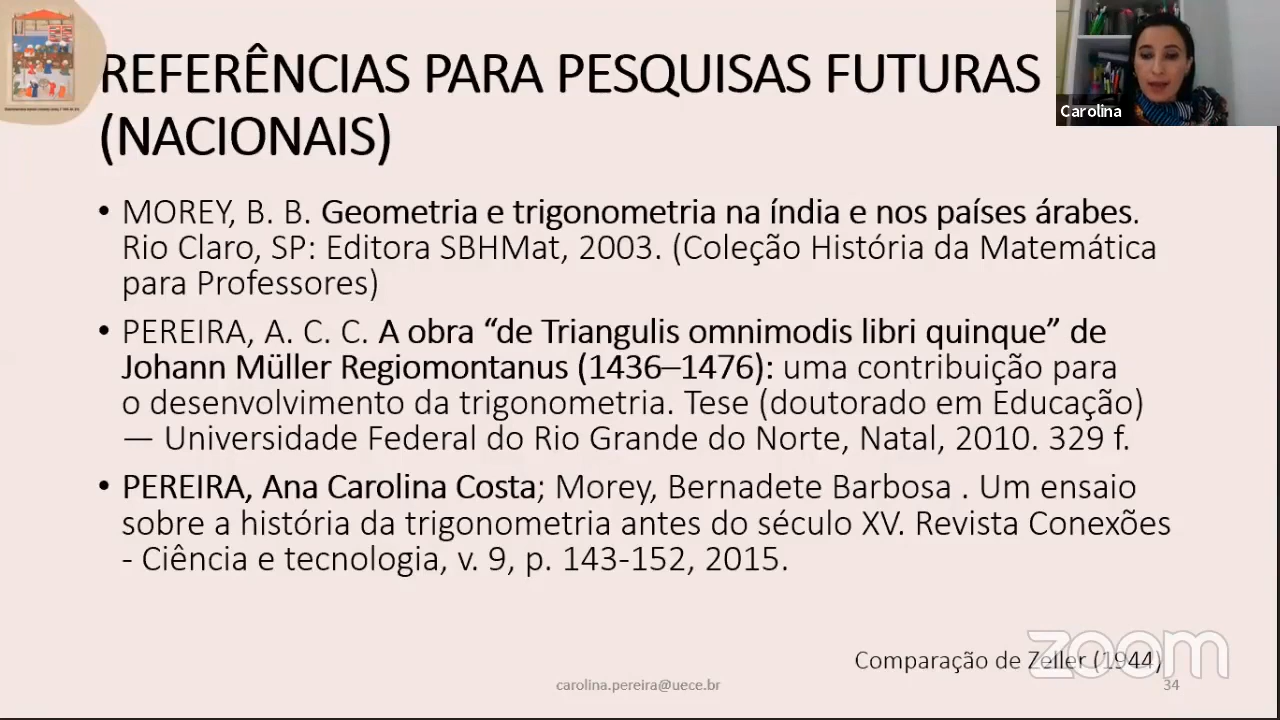 REFERÊNCIAS PARA PESQUISAS FUTURAS
(NACIONAIS)
Carolina
• MOREY, B. B. Geometria e trigonometria na índia e nos países árabes.
Rio Claro, SP: Editora SBHMat, 2003. (Coleção História da Matemática
para Professores)
• PEREIRA, A. C. C. A obra “de Triangulis omnimodis libri quinque” de
Johann Müller Regiomontanus (1436–1476): uma contribuição para
o desenvolvimento da trigonometria. Tese (doutorado em Educação)
— Universidade Federal do Rio Grande do Norte, Natal, 2010. 329 f.
• PEREIRA, Ana Carolina Costa; Morey, Bernadete Barbosa . Um ensaio
sobre a história da trigonometria antes do século XV. Revista Conexões
- Ciência e tecnologia, v. 9, p. 143-152, 2015.
Comparação de Zeller (1944)
zoom
carolina.pereira@uece.br
34